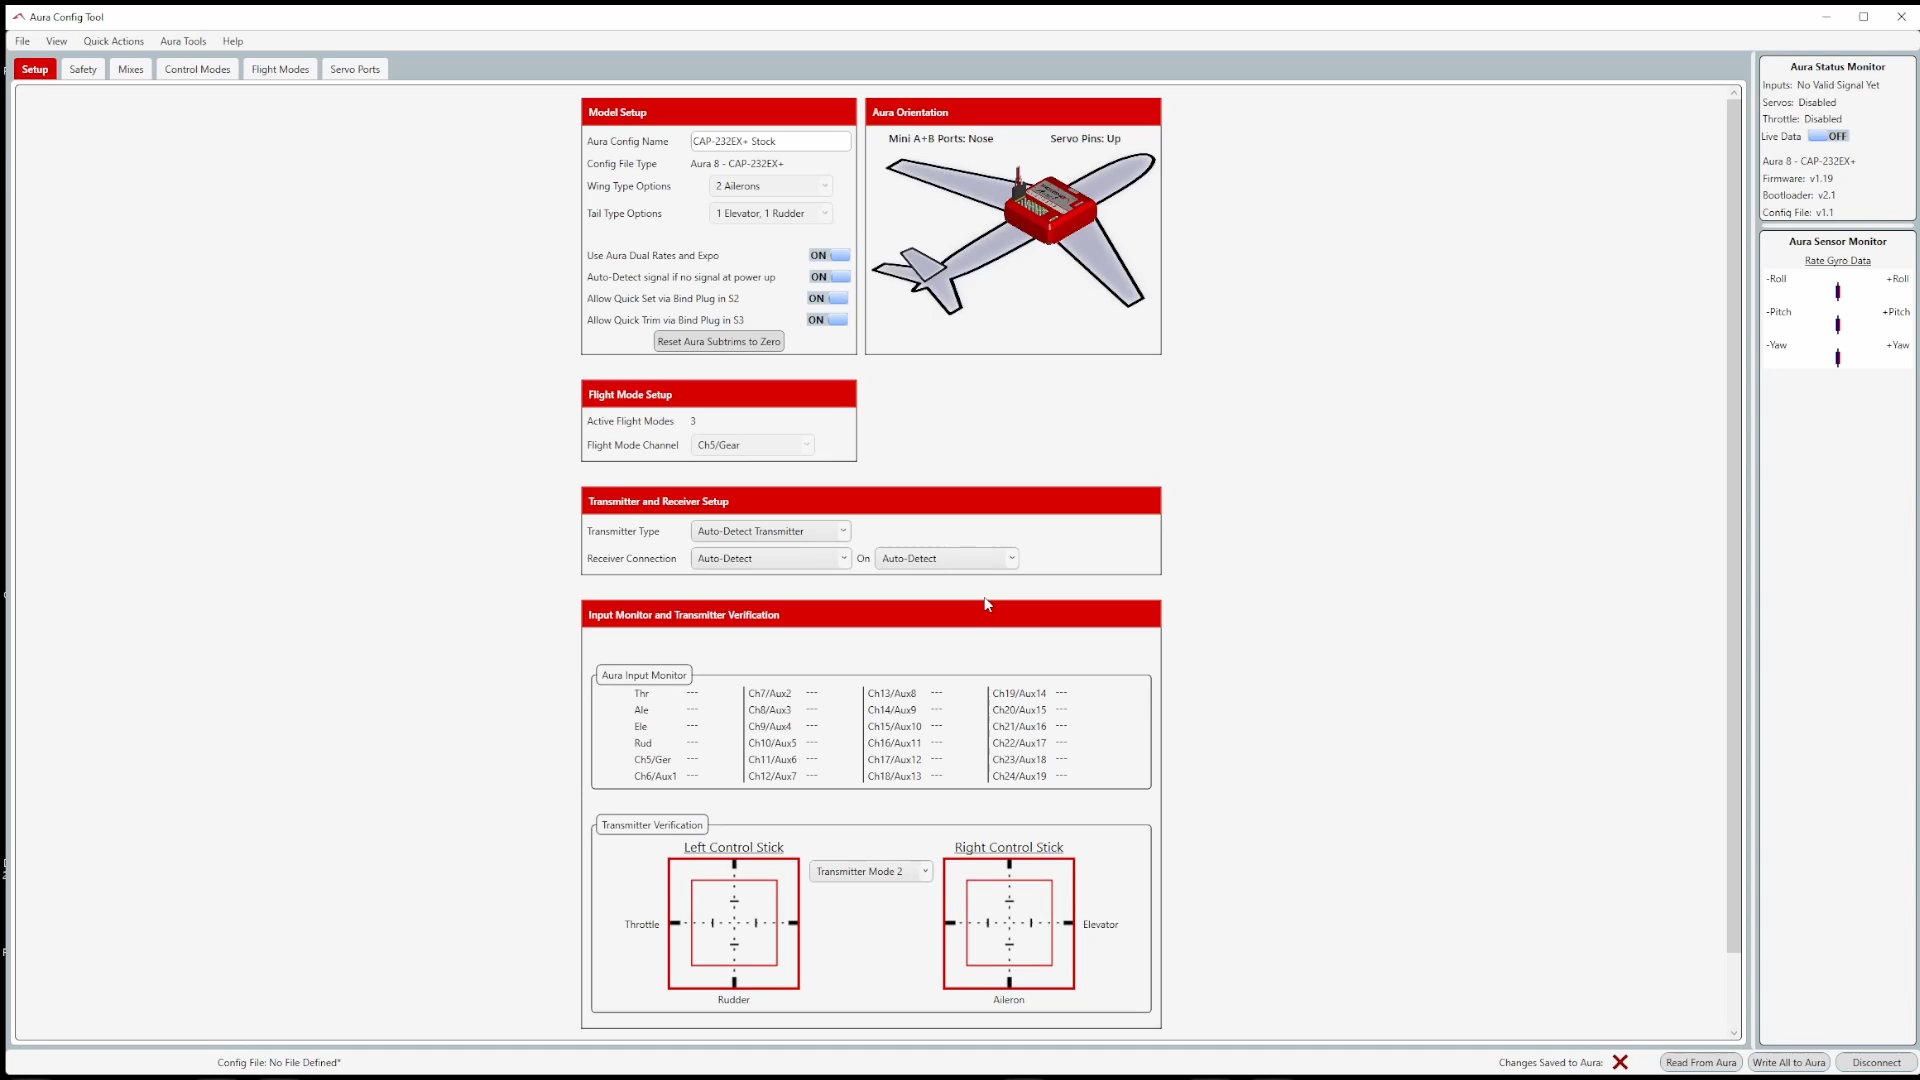 Aura Config Tool
File View Quick Actions Aura Tools Help
Setup Safety Mixes Control Modes Flight Modes Servo Ports
Model Setup
Aura Config Name CAP-232EX+ Stock
Config File Type Aura 8 - CAP-232EX+
Wing Type Options 2 Ailerons
Tail Type Options 1 Elevator, 1 Rudder
Use Aura Dual Rates and Expo ON
Auto-Detect signal if no signal at power up ON
Allow Quick Set via Bind Plug in S2 ON
Allow Quick Trim via Bind Plug in S3 ON
Reset Aura Subtrims to Zero
Aura Orientation
Mini A+B Ports: Nose Servo Pins: Up
Flight Mode Setup
Active Flight Modes 3
Flight Mode Channel Ch5/Gear
Transmitter and Receiver Setup
Transmitter Type Auto-Detect Transmitter
Receiver Connection Auto-Detect On Auto-Detect
Input Monitor and Transmitter Verification
Aura Input Monitor
Thr --- Ch7/Aux2 --- Ch13/Aux8 --- Ch19/Aux14 ---
Ale --- Ch8/Aux3 --- Ch14/Aux9 --- Ch20/Aux15 ---
Ele --- Ch9/Aux4 --- Ch15/Aux10 --- Ch21/Aux16 ---
Rud --- Ch10/Aux5 --- Ch16/Aux11 --- Ch22/Aux17 ---
Ch5/Ger --- Ch11/Aux6 --- Ch17/Aux12 --- Ch23/Aux18 ---
Ch6/Aux1 --- Ch12/Aux7 --- Ch18/Aux13 --- Ch24/Aux19 ---
Transmitter Verification
Left Control Stick Right Control Stick
Transmitter Mode 2
Throttle Elevator
Rudder Aileron
Aura Status Monitor
Inputs: No Valid Signal Yet
Servos: Disabled
Throttle: Disabled
Live Data OFF
Aura 8 - CAP-232EX+
Firmware: v1.19
Bootloader: v2.1
Config File: v1.1
Aura Sensor Monitor
Rate Gyro Data
-Roll +Roll
-Pitch +Pitch
-Yaw +Yaw
Config File: No File Defined* Changes Saved to Aura: Read From Aura Write All to Aura Disconnect